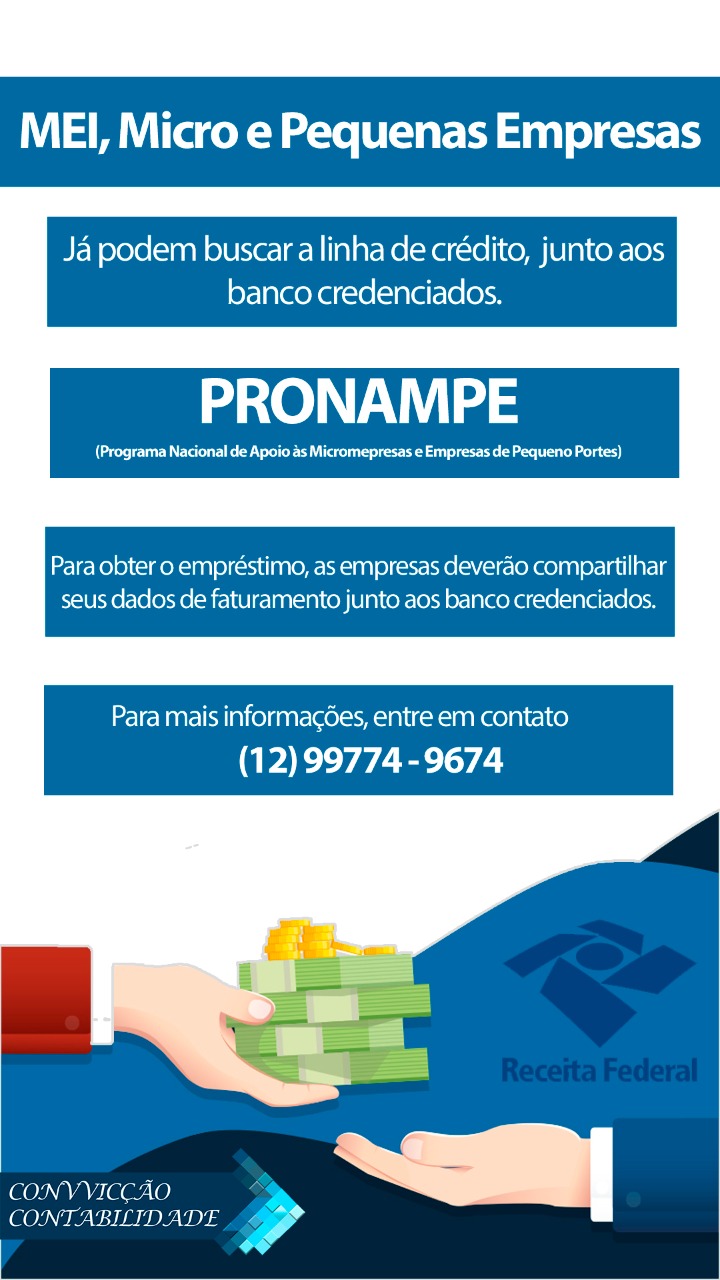 MEI, Micro e Pequenas Empresas
Já podem buscar a linha de crédito, junto aos
banco credenciados.
PRONAMPE
(Programa Nacional de Apoio às Micromepresas e Empresas de Pequeno Portes)
Para obter o empréstimo, as empresas deverão compartilhar
seus dados de faturamento junto aos banco credenciados.
Para mais informações, entre em contato
(12) 99774 - 9674
Receita Federal
CONVVICÇÃO
CONTABILIDADE